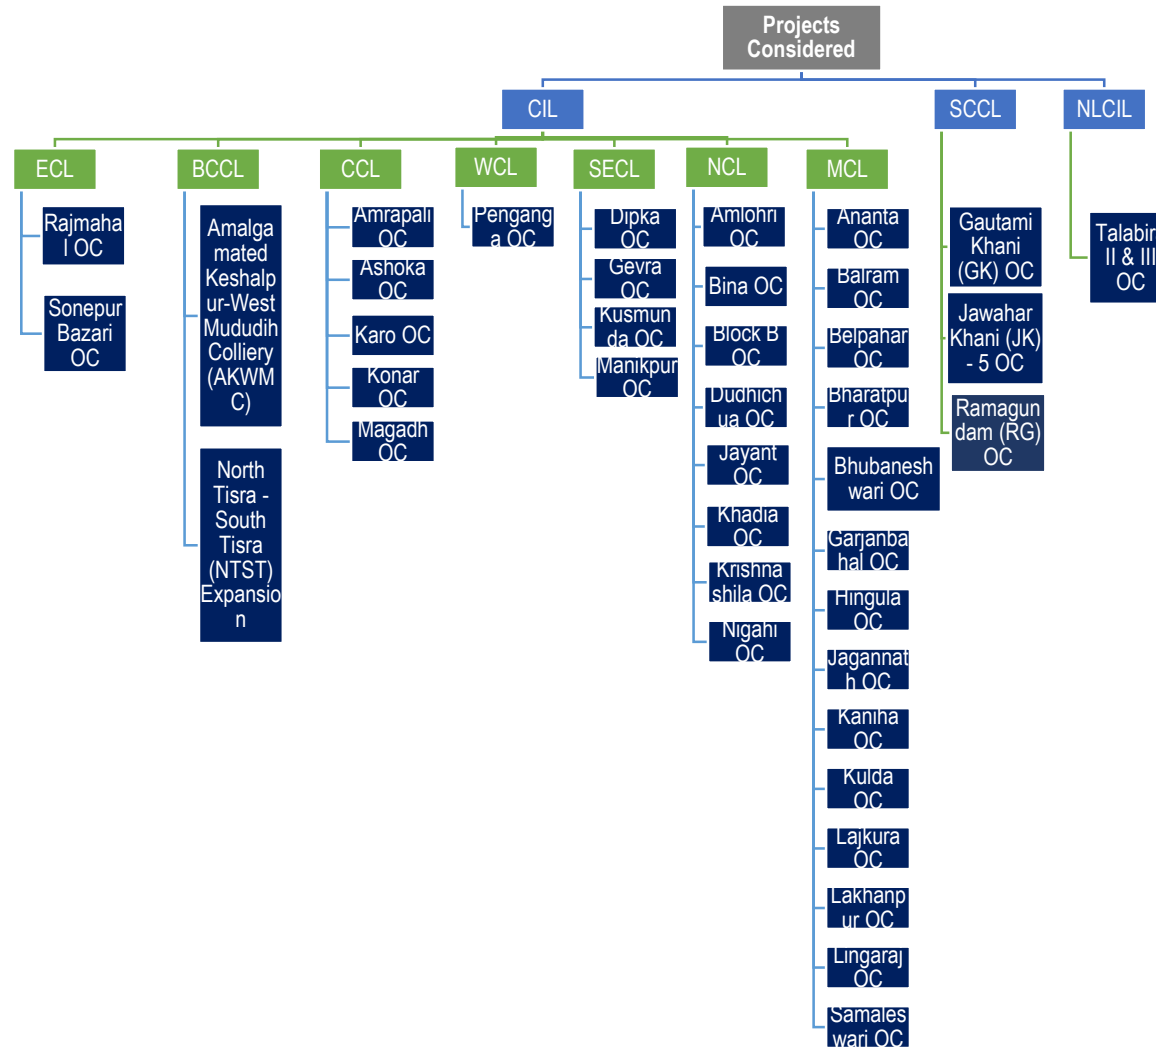 Projects
Considered
CIL
SCCL
NLCIL
ECL
BCCL
CCL
WCL
SECL
NCL
MCL
Rajmaha
l OC
Sonepur
Bazari
OC
Amalga
mated
Keshalp
ur-West
Mududih
Colliery
(AKWM
C)
North
Tisra -
South
Tisra
(NTST)
Expansio
n
Amrapali
OC
Ashoka
OC
Karo OC
Konar
OC
Magadh
OC
Pengang
a OC
Dipka
OC
Gevra
OC
Kusmun
da OC
Manikpur
OC
Amlohri
OC
Bina OC
Block B
OC
Dudhich
ua OC
Jayant
OC
Khadia
OC
Krishna
shila OC
Nigahi
OC
Ananta
OC
Balram
OC
Belpahar
OC
Bharatpu
r OC
Bhubanesh
wari OC
Garjanba
hal OC
Hingula
OC
Jagannat
h OC
Kaniha
OC
Kulda
OC
Lajkura
OC
Lakhanp
ur OC
Lingaraj
OC
Samales
wari OC
Gautami
Khani
(GK) OC
Jawahar
Khani (JK)
- 5 OC
Ramagun
dam (RG)
OC
Talabir
II & III
OC